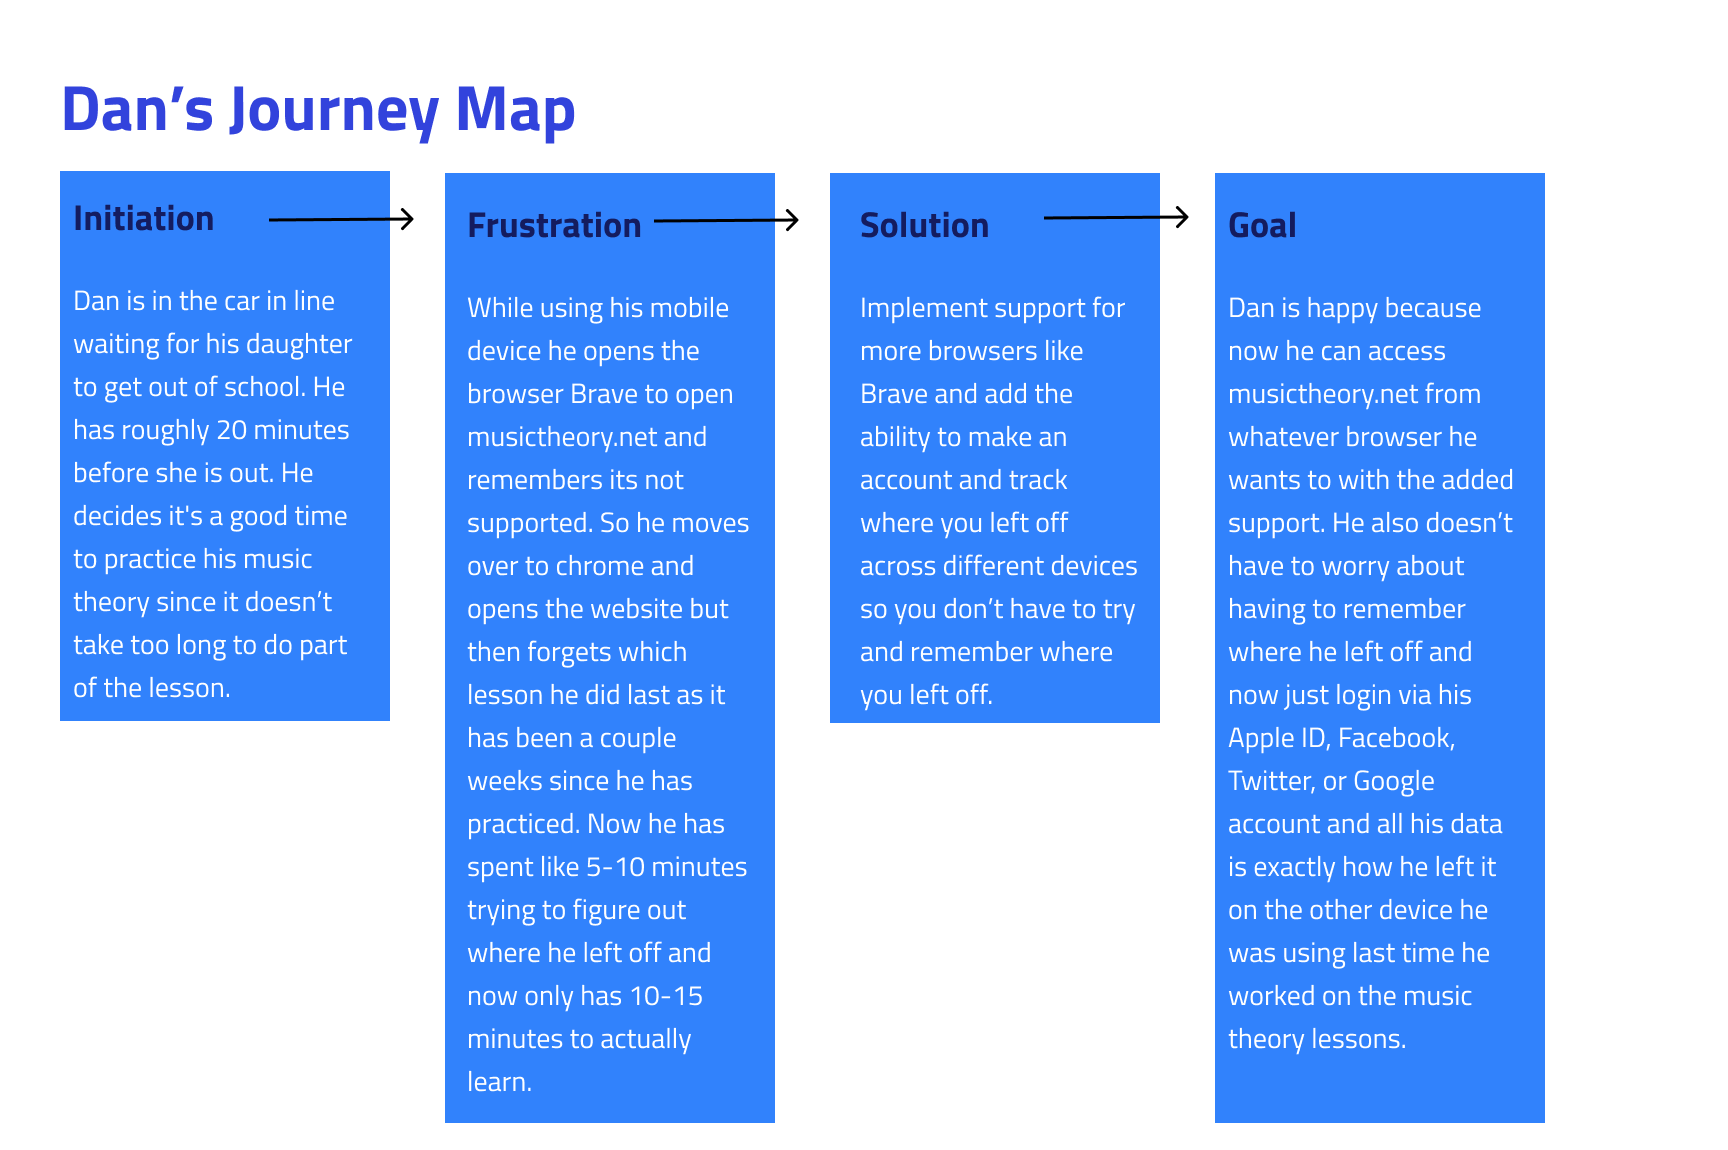 Dan’s Journey Map
Initiation
Dan is in the car in line
waiting for his daughter
to get out of school. He
has roughly 20 minutes
before she is out. He
decides it's a good time
to practice his music
theory since it doesn’t
take too long to do part
of the lesson.
Frustration
While using his mobile
device he opens the
browser Brave to open
musictheory.net and
remembers its not
supported. So he moves
over to chrome and
opens the website but
then forgets which
lesson he did last as it
has been a couple
weeks since he has
practiced. Now he has
spent like 5-10 minutes
trying to figure out
where he left off and
now only has 10-15
minutes to actually
learn.
Solution
Implement support for
more browsers like
Brave and add the
ability to make an
account and track
where you left off
across different devices
so you don’t have to try
and remember where
you left off.
Goal
Dan is happy because
now he can access
musictheory.net from
whatever browser he
wants to with the added
support. He also doesn’t
have to worry about
having to remember
where he left off and
now just login via his
Apple ID, Facebook,
Twitter, or Google
account and all his data
is exactly how he left it
on the other device he
was using last time he
worked on the music
theory lessons.